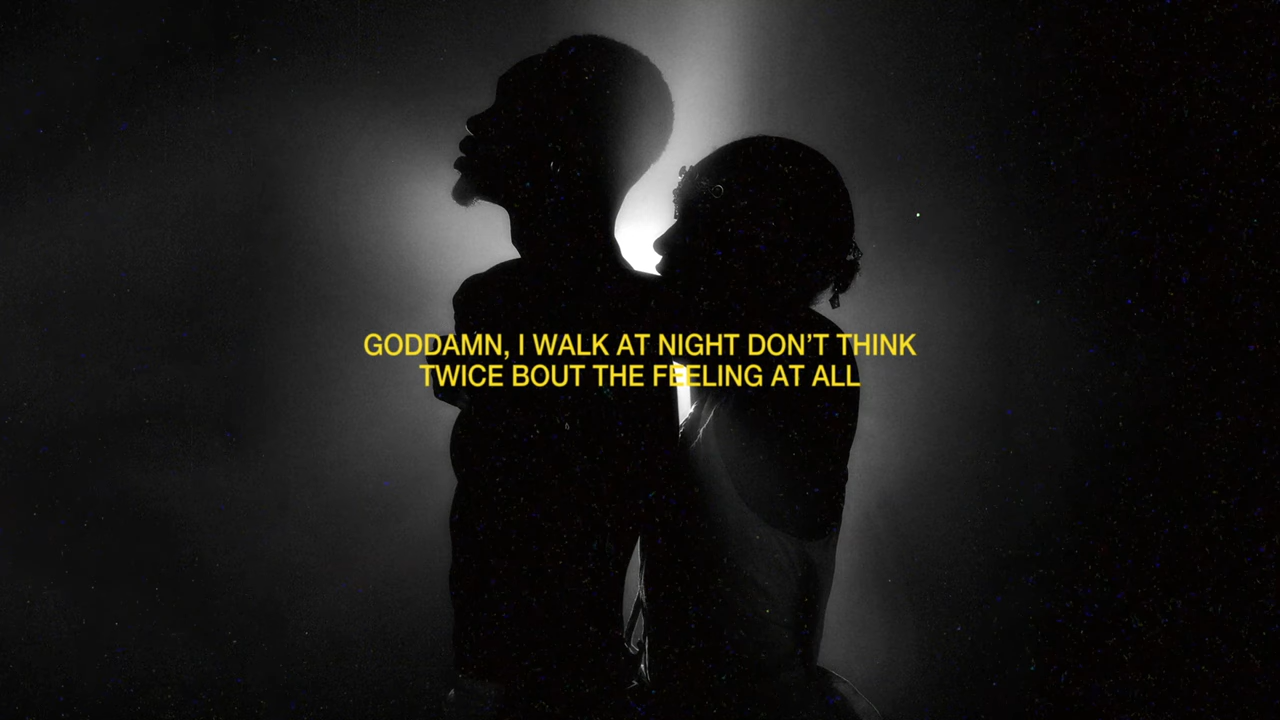 GODDAMN, I WALK AT NIGHT DON'T THINK
TWICE BOUT THE FEELING AT ALL